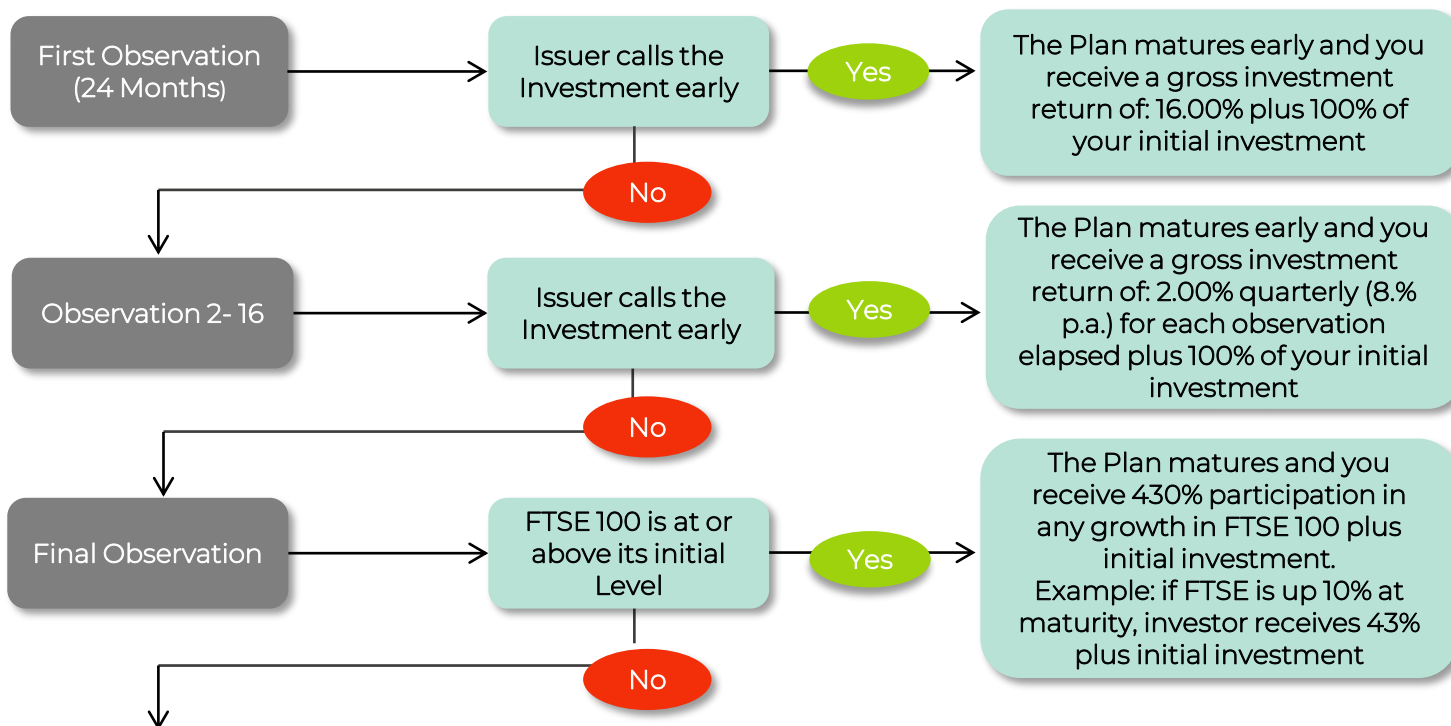 First Observation
(24 Months)
Issuer calls the
Investment early
Yes
The Plan matures early and you
receive a gross investment
return of: 16.00% plus 100% of
your initial investment
No
Observation 2- 16
Issuer calls the
Investment early
Yes
The Plan matures early and you
receive a gross investment
return of: 2.00% quarterly (8.%
p.a.) for each observation
elapsed plus 100% of your initial
investment
No
Final Observation
FTSE 100 is at or
above its initial
Level
Yes
The Plan matures and you
receive 430% participation in
any growth in FTSE 100 plus
initial investment.
Example: if FTSE is up 10% at
maturity, investor receives 43%
plus initial investment
No